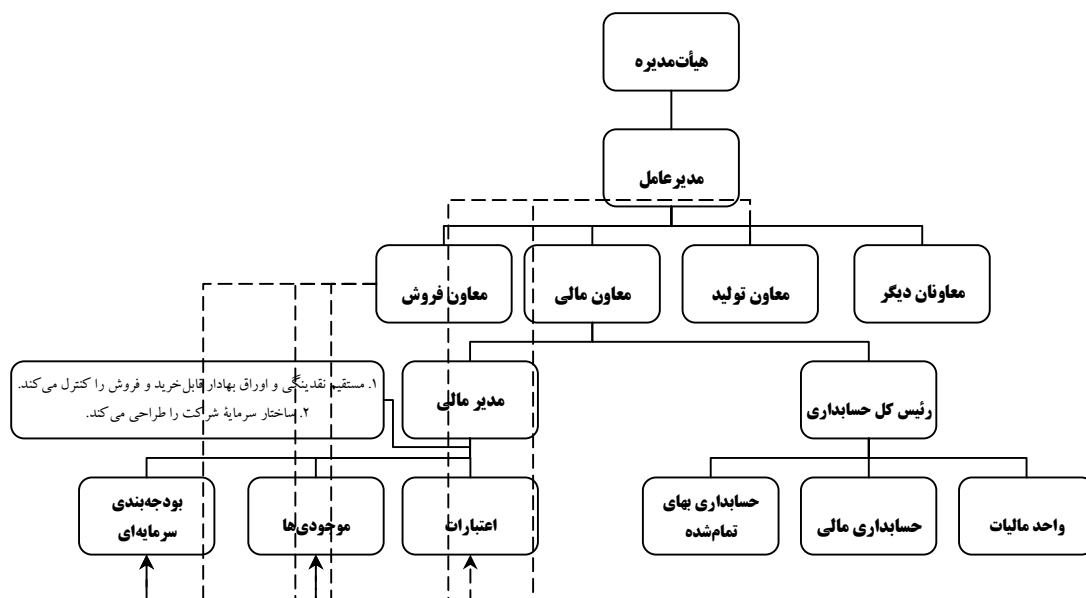 هیأت‌مدیره
مدیرعامل
معاونان دیگر
معاون تولید
معاون مالی
معاون فروش
رئیس کل حسابداری
مدیر مالی
۱. مستقیم نقدینگی و اوراق بهادار قابل‌خرید و فروش را کنترل می‌کند.
۲. ساختار سرمایهٔ شرکت را طراحی می‌کند.
واحد مالیات
حسابداری مالی
حسابداری بهای
تمام‌شده
اعتبارات
موجودی‌ها
بودجه‌بندی
سرمایه‌ای